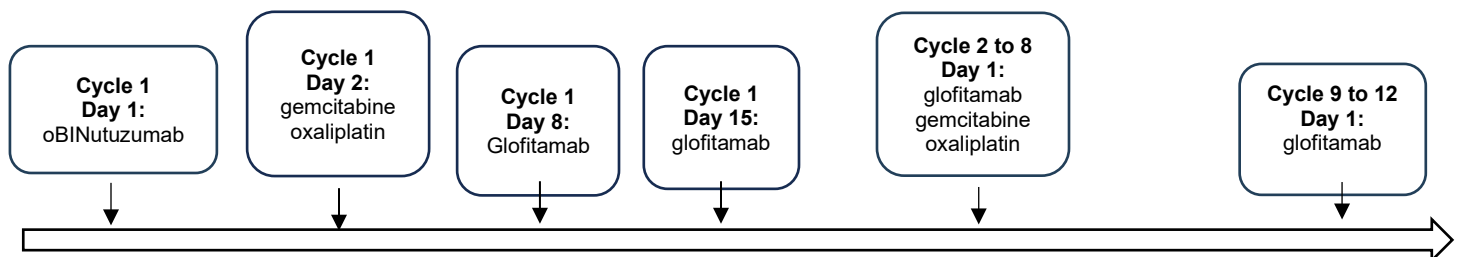 Cycle 1
Day 1:
oBINutuzumab
Cycle 1
Day 2:
gemcitabine
oxaliplatin
Cycle 1
Day 8:
Glofitamab
Cycle 1
Day 15:
glofitamab
Cycle 2 to 8
Day 1:
glofitamab
gemcitabine
oxaliplatin
Cycle 9 to 12
Day 1:
glofitamab